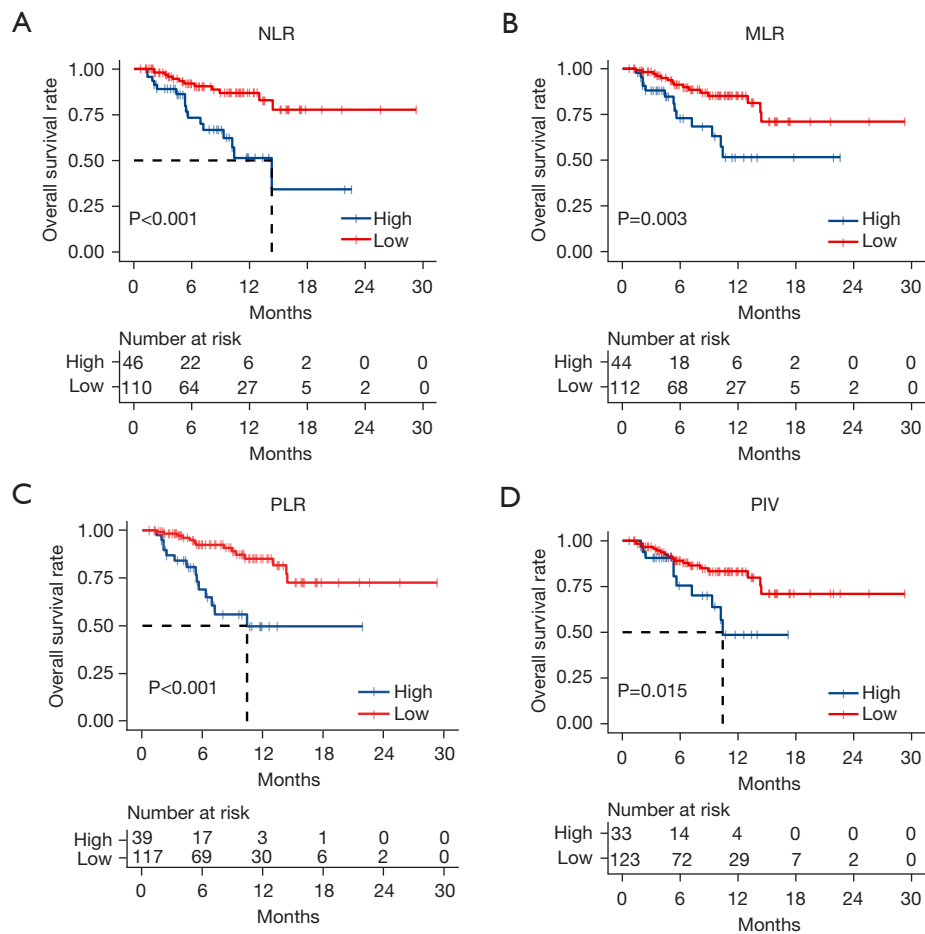 A
NLR
Overall survival rate
1.00
0.75
0.50
0.25
0.00
P<0.001
High
Low
0 6 12 18 24 30
Months
Number at risk
High 46 22 6 2 0 0
Low 110 64 27 5 2 0
0 6 12 18 24 30
Months
B
MLR
Overall survival rate
1.00
0.75
0.50
0.25
0.00
P=0.003
High
Low
0 6 12 18 24 30
Months
Number at risk
High 44 18 6 2 0 0
Low 112 68 27 5 2 0
0 6 12 18 24 30
Months
C
PLR
Overall survival rate
1.00
0.75
0.50
0.25
0.00
P<0.001
High
Low
0 6 12 18 24 30
Months
Number at risk
High 39 17 3 1 0 0
Low 117 69 30 6 2 0
0 6 12 18 24 30
Months
D
PIV
Overall survival rate
1.00
0.75
0.50
0.25
0.00
P=0.015
High
Low
0 6 12 18 24 30
Months
Number at risk
High 33 14 4 0 0 0
Low 123 72 29 7 2 0
0 6 12 18 24 30
Months